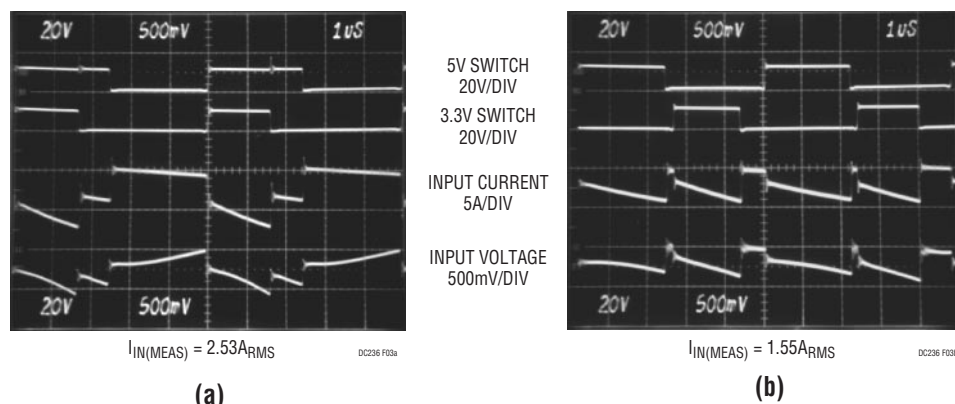 20V 500mV 1uS
20V 500mV
5V SWITCH
20V/DIV
3.3V SWITCH
20V/DIV
INPUT CURRENT
5A/DIV
INPUT VOLTAGE
500mV/DIV
20V 500mV 1uS
20V 500mV
IIN(MEAS) = 2.53ARMS
DC236 F03a
(a)
IIN(MEAS) = 1.55ARMS
(b)